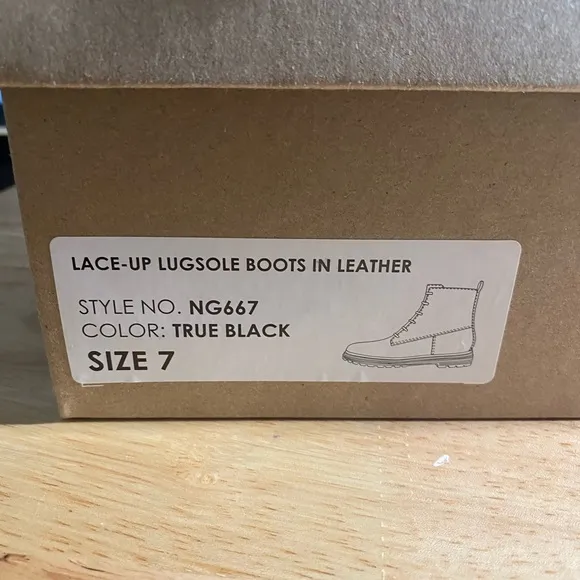 LACE-UP LUGSOLE BOOTS IN LEATHER
STYLE NO. NG667
COLOR: TRUE BLACK
SIZE 7